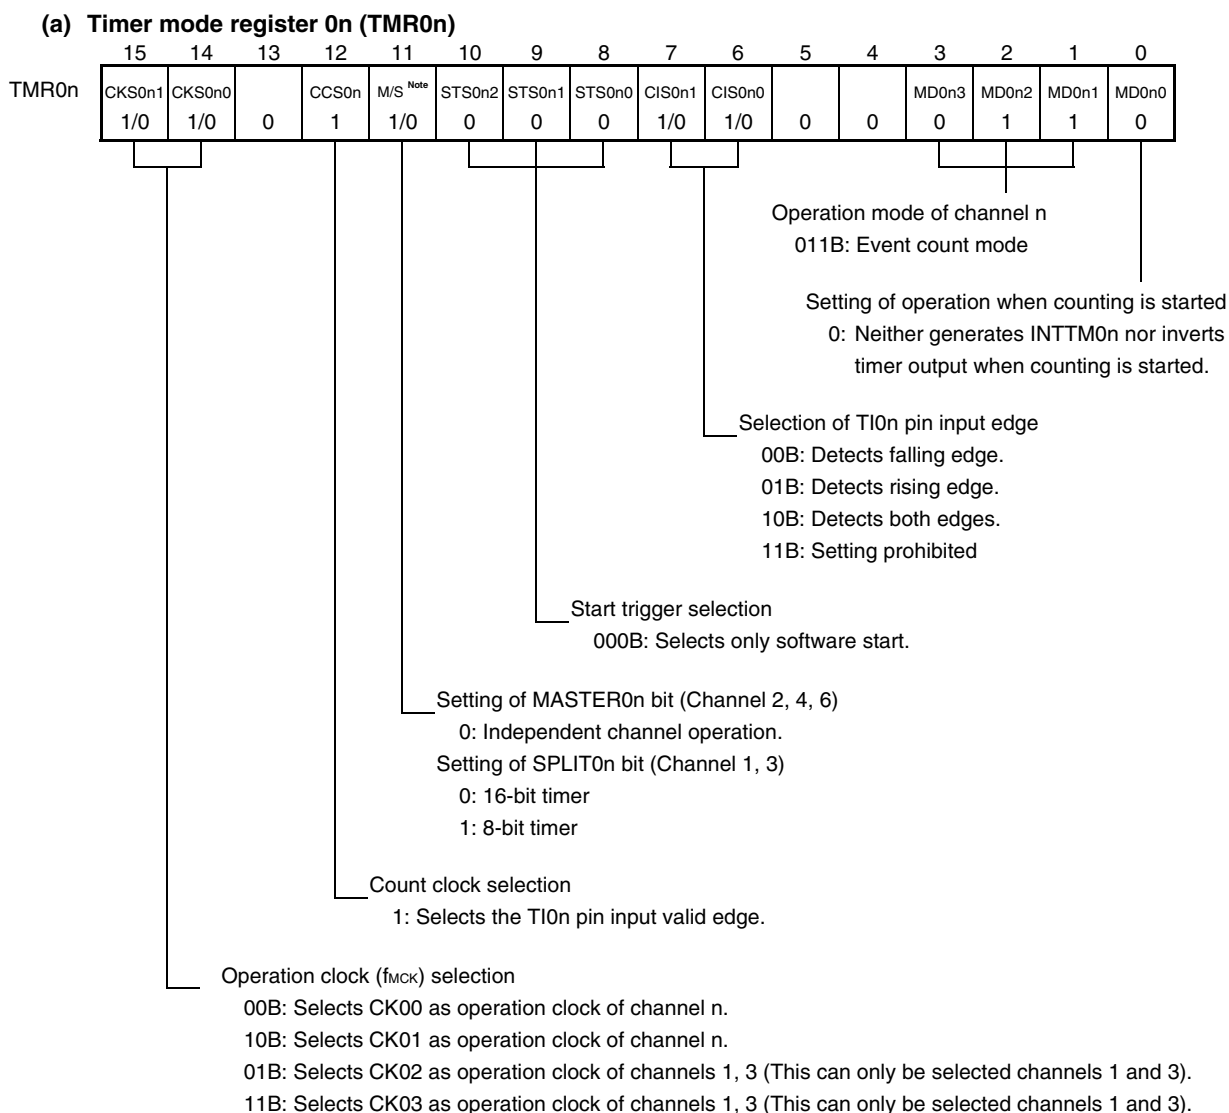 (a) Timer mode register 0n (TMR0n)
15 14 13 12 11 10 9 8 7 6 5 4 3 2 1 0
TMR0n CKS0n1 CKS0n0 CCS0n M/S Note STS0n2 STS0n1 STS0n0 CIS0n1 CIS0n0 MD0n3 MD0n2 MD0n1 MD0n0
1/0 1/0 0 1 1/0 0 0 0 1/0 1/0 0 0 0 1 1 0
Operation mode of channel n
011B: Event count mode
Setting of operation when counting is started
0: Neither generates INTTM0n nor inverts
timer output when counting is started.
Selection of TI0n pin input edge
00B: Detects falling edge.
01B: Detects rising edge.
10B: Detects both edges.
11B: Setting prohibited
Start trigger selection
000B: Selects only software start.
Setting of MASTER0n bit (Channel 2, 4, 6)
0: Independent channel operation.
Setting of SPLIT0n bit (Channel 1, 3)
0: 16-bit timer
1: 8-bit timer
Count clock selection
1: Selects the TI0n pin input valid edge.
Operation clock (fMCK) selection
00B: Selects CK00 as operation clock of channel n.
10B: Selects CK01 as operation clock of channel n.
01B: Selects CK02 as operation clock of channels 1, 3 (This can only be selected channels 1 and 3).
11B: Selects CK03 as operation clock of channels 1, 3 (This can only be selected channels 1 and 3).